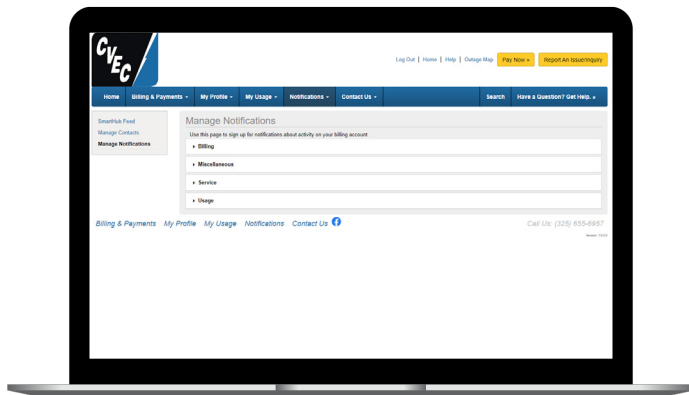 CVEC
Log Out | Home | Help | Outage Map Pay Now » Report An Issue/Inquiry
Home Billing & Payments My Profile My Usage Notifications Contact Us Search Have a Question? Get Help. »
SmartHub Feed
Manage Contacts
Manage Notifications
Manage Notifications
Use this page to sign up for notifications about activity on your billing account
Billing
Miscellaneous
Service
Usage
Billing & Payments My Profile My Usage Notifications Contact Us
Call Us: (325) 655-6957